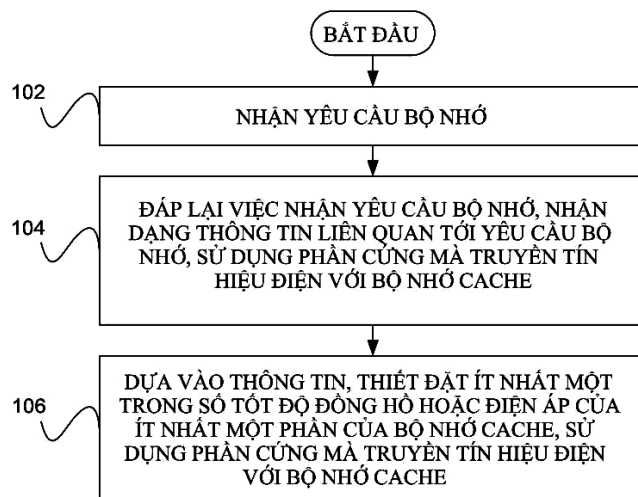 BẮT ĐẦU
102
NHẬN YÊU CẦU BỘ NHỚ
104
ĐÁP LẠI VIỆC NHẬN YÊU CẦU BỘ NHỚ, NHẬN
DẠNG THÔNG TIN LIÊN QUAN TỚI YÊU CẦU BỘ
NHỚ, SỬ DỤNG PHẦN CỨNG MÀ TRUYỀN TÍN
HIỆU ĐIỆN VỚI BỘ NHỚ CACHE
106
DỰA VÀO THÔNG TIN, THIẾT ĐẶT ÍT NHẤT MỘT
TRONG SỐ TỐT ĐỘ ĐỒNG HỒ HOẶC ĐIỆN ÁP CỦA
ÍT NHẤT MỘT PHẦN CỦA BỘ NHỚ CACHE, SỬ
DỤNG PHẦN CỨNG MÀ TRUYỀN TÍN HIỆU ĐIỆN
VỚI BỘ NHỚ CACHE